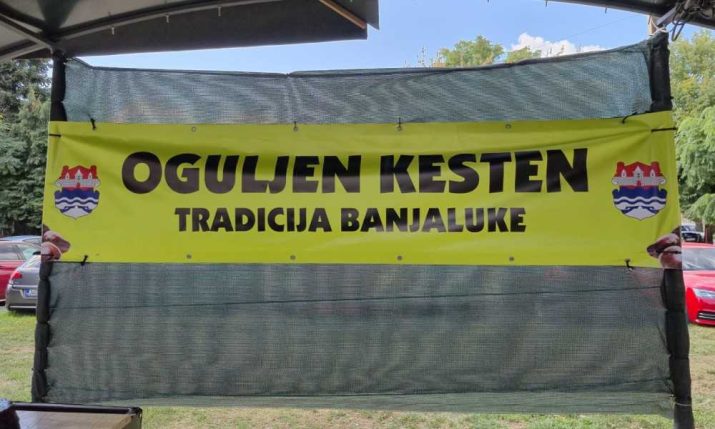 OGULJEN KESTEN
TRADICIJA BANJALUKE